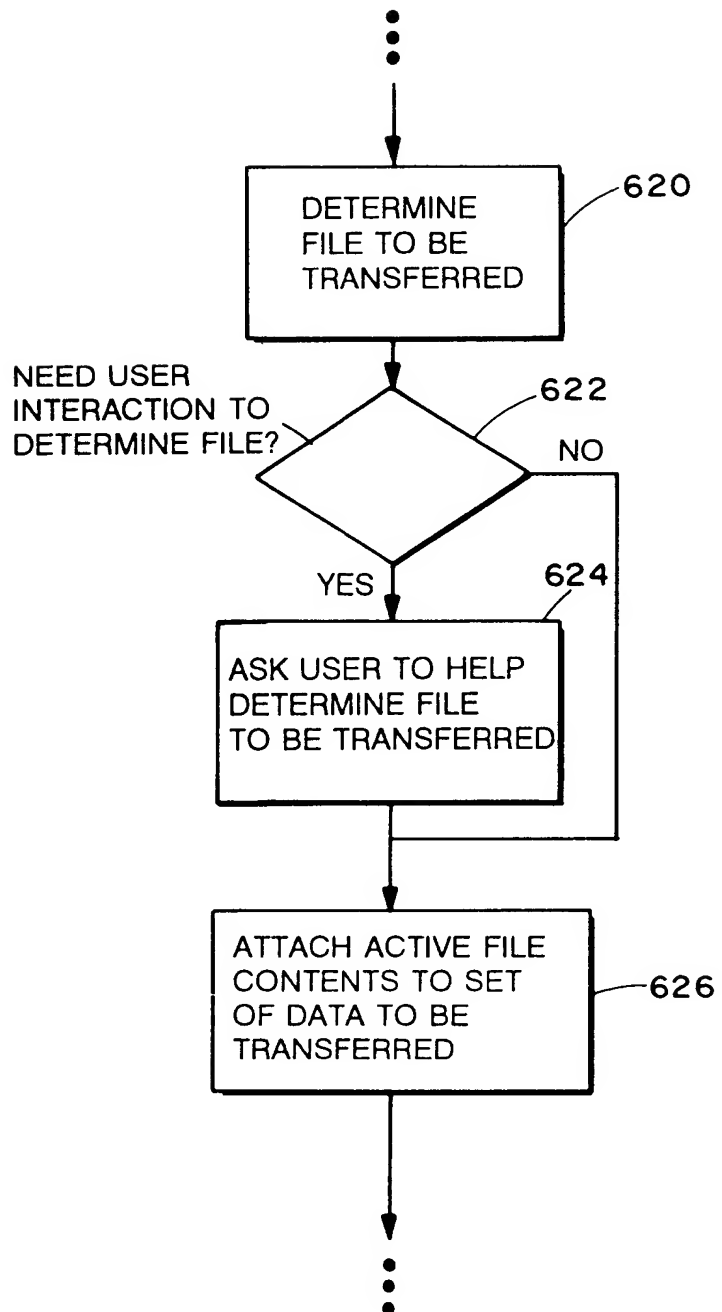 DETERMINE
FILE TO BE
TRANSFERRED
620
NEED USER
INTERACTION TO
DETERMINE FILE?
622
NO
YES
624
ASK USER TO HELP
DETERMINE FILE
TO BE TRANSFERRED
ATTACH ACTIVE FILE
CONTENTS TO SET
OF DATA TO BE
TRANSFERRED
626